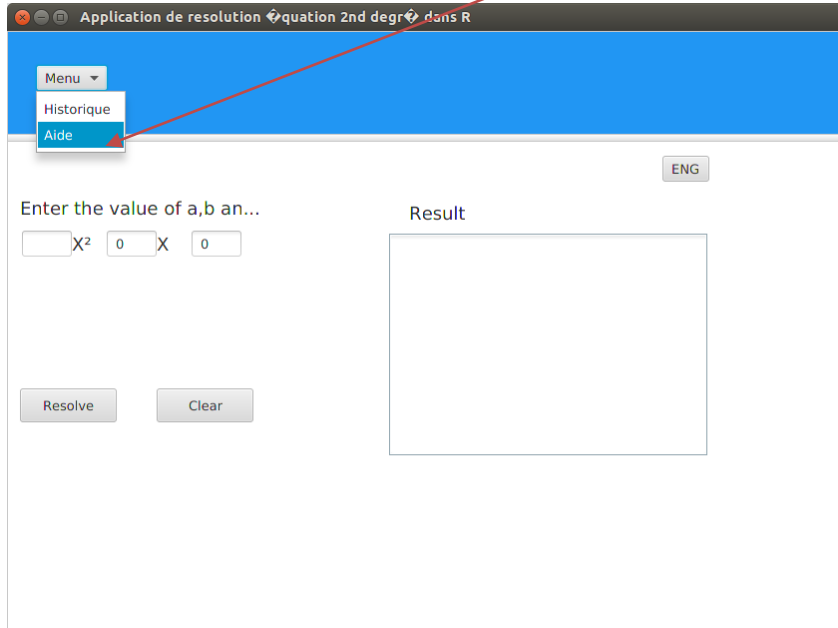 Application de resolution �quation 2nd degr� dans R
Menu
Historique
Aide
ENG
Enter the value of a,b an...
Result
X² 0 X 0
Resolve Clear